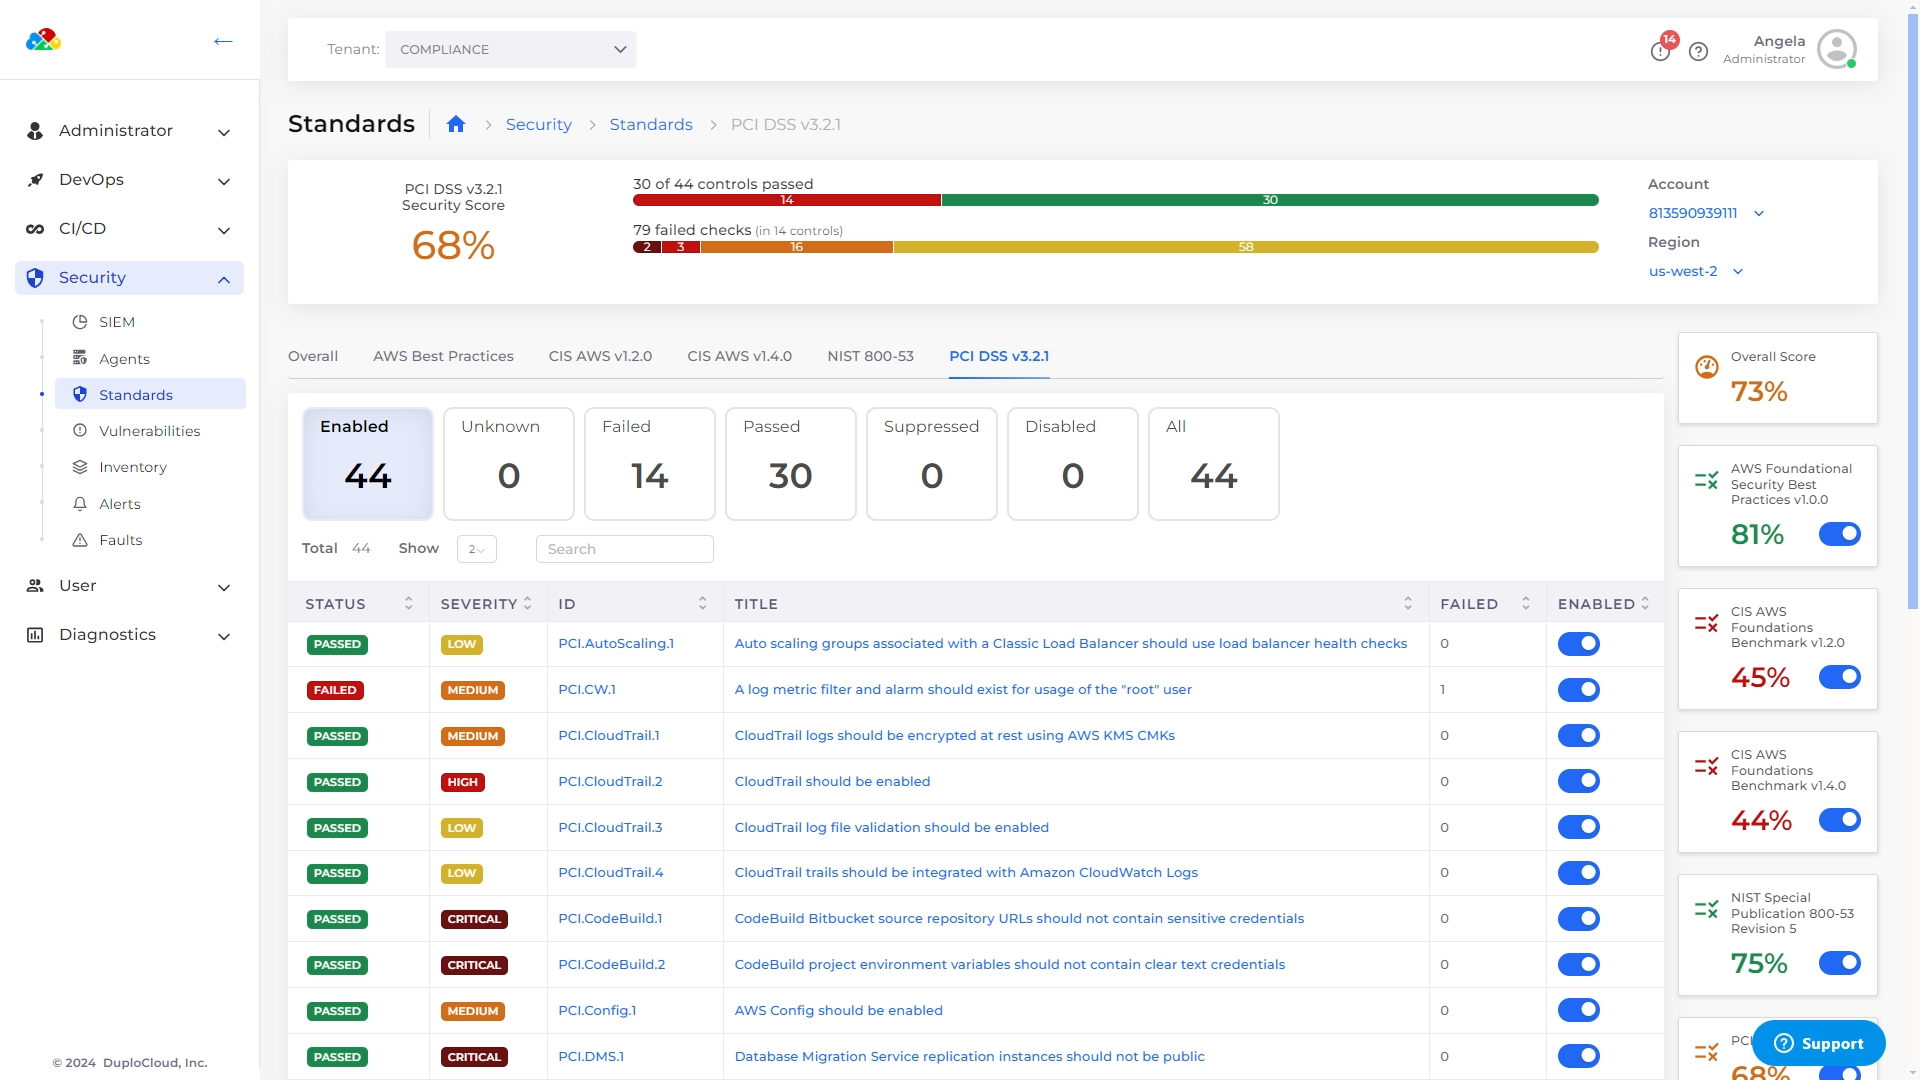 Tenant: COMPLIANCE
14
Angela
Administrator
Administrator
DevOps
CI/CD
Security
SIEM
Agents
Standards
Vulnerabilities
Inventory
Alerts
Faults
User
Diagnostics
© 2024 DuploCloud, Inc.
Standards
Security
Standards
PCI DSS v3.2.1
PCI DSS v3.2.1
Security Score
68%
30 of 44 controls passed
14 30
79 failed checks (in 14 controls)
2 3 16 58
Account
813590939111
Region
us-west-2
Overall AWS Best Practices CIS AWS v1.2.0 CIS AWS v1.4.0 NIST 800-53 PCI DSS v3.2.1
Enabled
44
Unknown
0
Failed
14
Passed
30
Suppressed
0
Disabled
0
All
44
Total 44 Show 2 Search
STATUS SEVERITY ID TITLE FAILED ENABLED
PASSED LOW PCI.AutoScaling.1 Auto scaling groups associated with a Classic Load Balancer should use load balancer health checks 0
FAILED MEDIUM PCI.CW.1 A log metric filter and alarm should exist for usage of the "root" user 1
PASSED MEDIUM PCI.CloudTrail.1 CloudTrail logs should be encrypted at rest using AWS KMS CMKs 0
PASSED HIGH PCI.CloudTrail.2 CloudTrail should be enabled 0
PASSED LOW PCI.CloudTrail.3 CloudTrail log file validation should be enabled 0
PASSED LOW PCI.CloudTrail.4 CloudTrail trails should be integrated with Amazon CloudWatch Logs 0
PASSED CRITICAL PCI.CodeBuild.1 CodeBuild Bitbucket source repository URLs should not contain sensitive credentials 0
PASSED CRITICAL PCI.CodeBuild.2 CodeBuild project environment variables should not contain clear text credentials 0
PASSED MEDIUM PCI.Config.1 AWS Config should be enabled 0
PASSED CRITICAL PCI.DMS.1 Database Migration Service replication instances should not be public 0
Overall Score
73%
AWS Foundational
Security Best
Practices v1.0.0
81%
CIS AWS
Foundations
Benchmark v1.2.0
45%
CIS AWS
Foundations
Benchmark v1.4.0
44%
NIST Special
Publication 800-53
Revision 5
75%
PCI
68%
Support